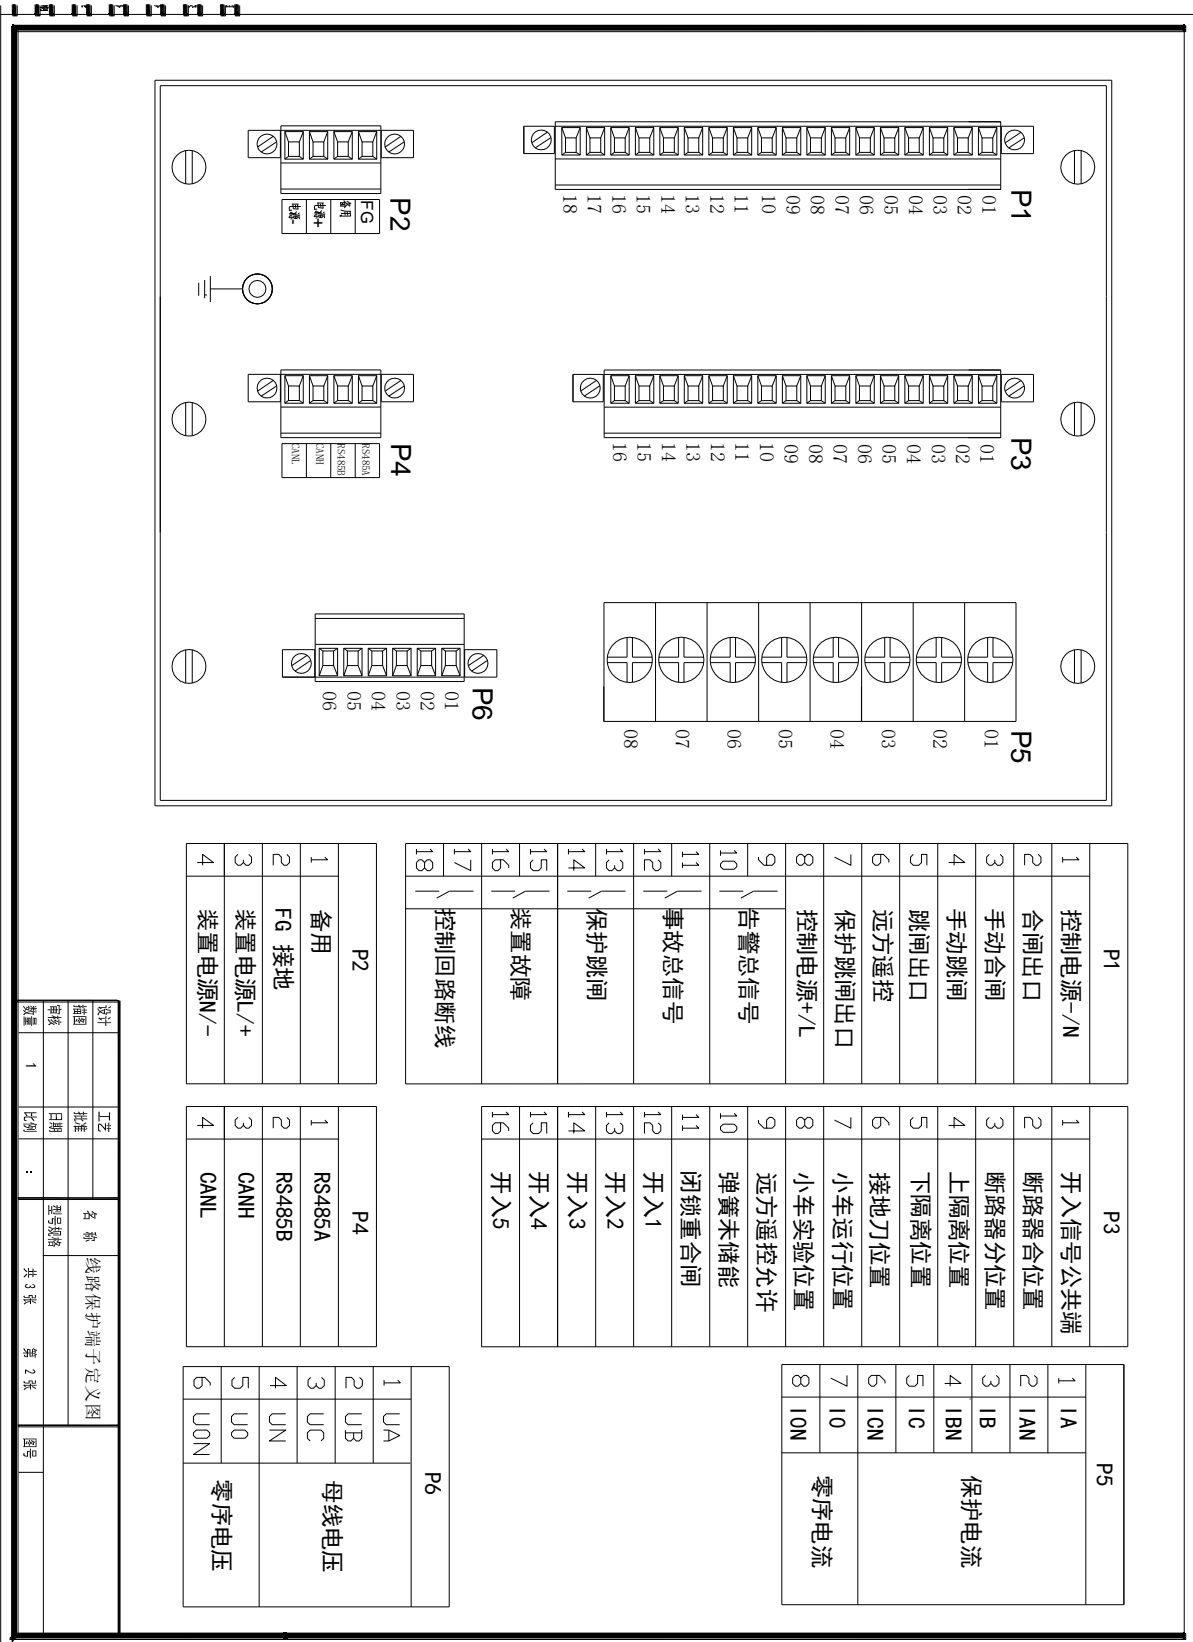 P1
01
02
03
04
05
06
07
08
09
10
11
12
13
14
15
16
17
18
P3
01
02
03
04
05
06
07
08
09
10
11
12
13
14
15
16
P5
01
02
03
04
05
06
07
08
P2
FG
备用
电源+
电源-
P4
RS485A
RS485B
CANH
CANL
P6
01
02
03
04
05
06
P1
1 控制电源-/N
2 合闸出口
3 手动合闸
4 手动跳闸
5 跳闸出口
6 远方遥控
7 保护跳闸出口
8 控制电源+/L
9
10 告警总信号
11
12 事故总信号
13
14 保护跳闸
15
16 装置故障
17
18 控制回路断线
P3
1 开入信号公共端
2 断路器合位置
3 断路器分位置
4 上隔离位置
5 下隔离位置
6 接地刀位置
7 小车运行位置
8 小车实验位置
9 远方遥控允许
10 弹簧未储能
11 闭锁重合闸
12 开入1
13 开入2
14 开入3
15 开入4
16 开入5
P5
1 IA
2 IAN
3 IB
4 IBN
5 IC
6 ICN
保护电流
7 I0
8 I0N
零序电流
P2
1 备用
2 FG 接地
3 装置电源L/+
4 装置电源N/-
P4
1 RS485A
2 RS485B
3 CANH
4 CANL
P6
1 UA
2 UB
3 UC
4 UN
母线电压
5 U0
6 U0N
零序电压
设计 工艺
描图 批准
审核 日期
数量 1 比例 :
名 称 线路保护端子定义图
型号规格
共 3 张 第 2 张 图号